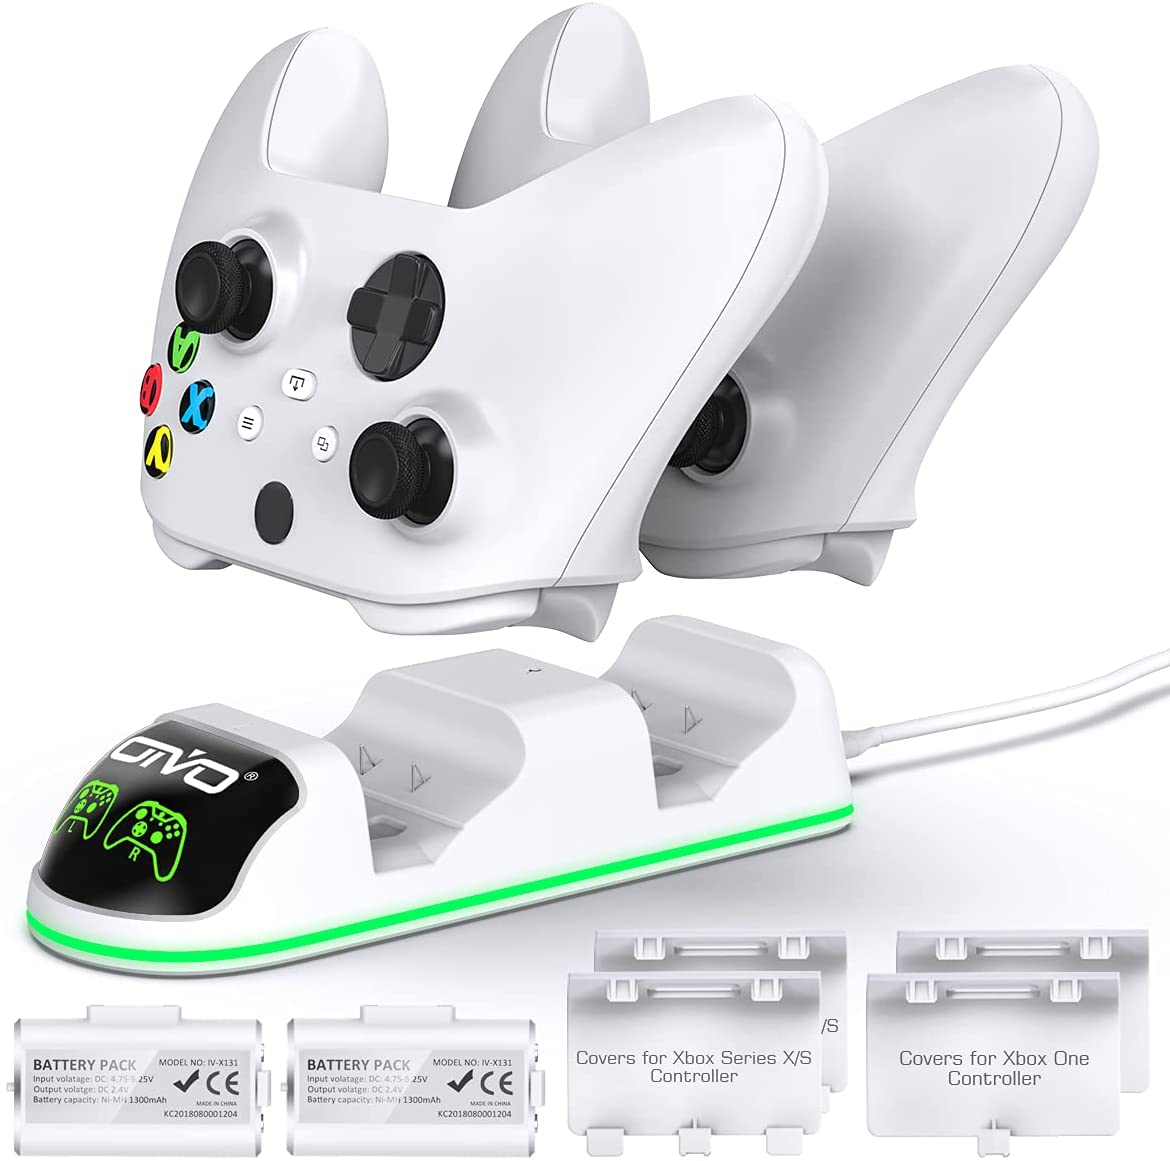 A
B
X
Y
OIVO®
L
R
BATTERY PACK
MODEL NO: IV-X131
Input volatage: DC: 4.75-5.25V
Output volatage: DC 2.4V
Battery capacity: Ni-MH 1300mAh
CE
MADE IN CHINA
KC2018080001204
BATTERY PACK
MODEL NO: IV-X131
Input volatage: DC: 4.75-5.25V
Output volatage: DC 2.4V
Battery capacity: Ni-MH 1300mAh
CE
MADE IN CHINA
KC2018080001204
/S
Covers for Xbox Series X/S
Controller
Covers for Xbox One
Controller